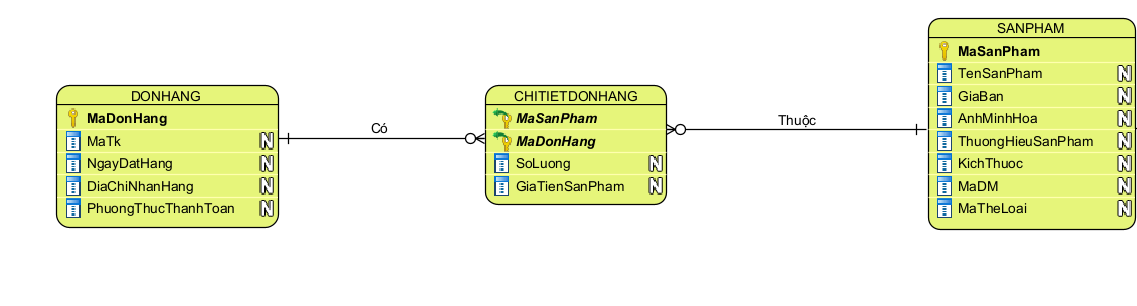 DONHANG
MaDonHang
MaTk
N
NgayDatHang
N
DiaChiNhanHang
N
PhuongThucThanhToan
N
Có
CHITIETDONHANG
MaSanPham
MaDonHang
SoLuong
N
GiaTienSanPham
N
Thuộc
SANPHAM
MaSanPham
TenSanPham
N
GiaBan
N
AnhMinhHoa
N
ThuongHieuSanPham
N
KichThuoc
N
MaDM
N
MaTheLoai
N